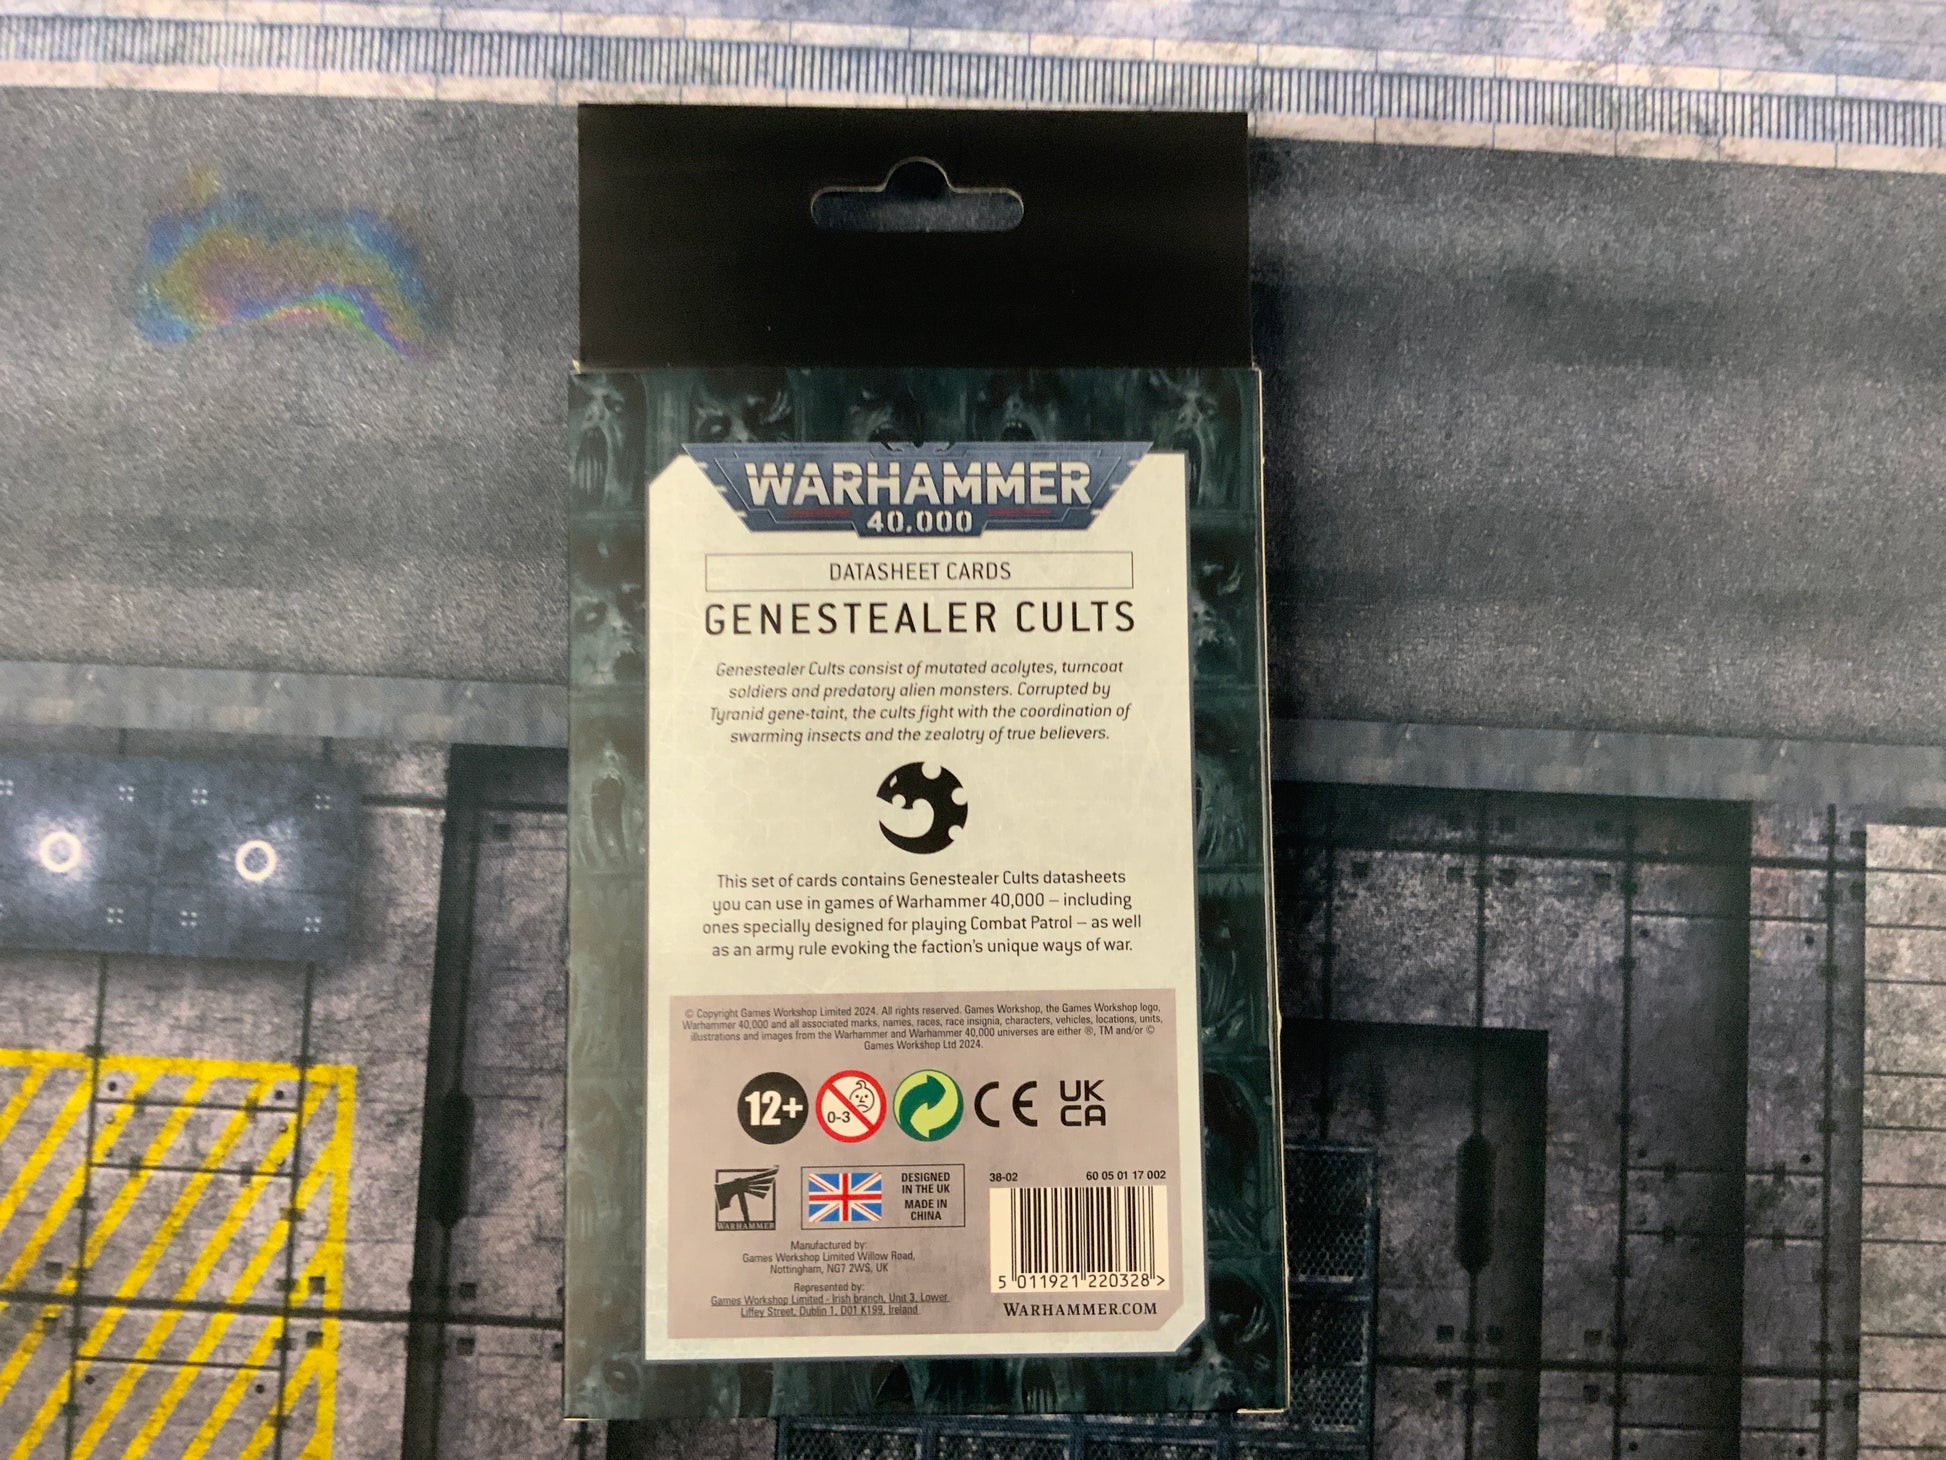 WARHAMMER
40,000
DATASHEET CARDS
GENESTEALER CULTS
Genestealer Cults consist of mutated acolytes, turncoat
soldiers and predatory alien monsters. Corrupted by
Tyranid gene-taint, the cults fight with the coordination of
swarming insects and the zealotry of true believers.
This set of cards contains Genestealer Cults datasheets
you can use in games of Warhammer 40,000 – including
ones specially designed for playing Combat Patrol – as well
as an army rule evoking the faction's unique ways of war.
© Copyright Games Workshop Limited 2024. All rights reserved. Games Workshop, the Games Workshop logo,
Warhammer 40,000 and all associated marks, names, races, race insignia, characters, vehicles, locations, units,
illustrations and images from the Warhammer and Warhammer 40,000 universes are either ®, TM and/or ©
Games Workshop Ltd 2024.
12+
0-3
CE
UK
CA
WARHAMMER
DESIGNED
IN THE UK
MADE IN
CHINA
38-02 60 05 01 17 002
Manufactured by:
Games Workshop Limited Willow Road,
Nottingham, NG7 2WS, UK
Represented by:
Games Workshop Limited - Irish branch, Unit 3, Lower
Liffey Street, Dublin 1, D01 K199, Ireland
5 011921 220328 >
WARHAMMER.COM